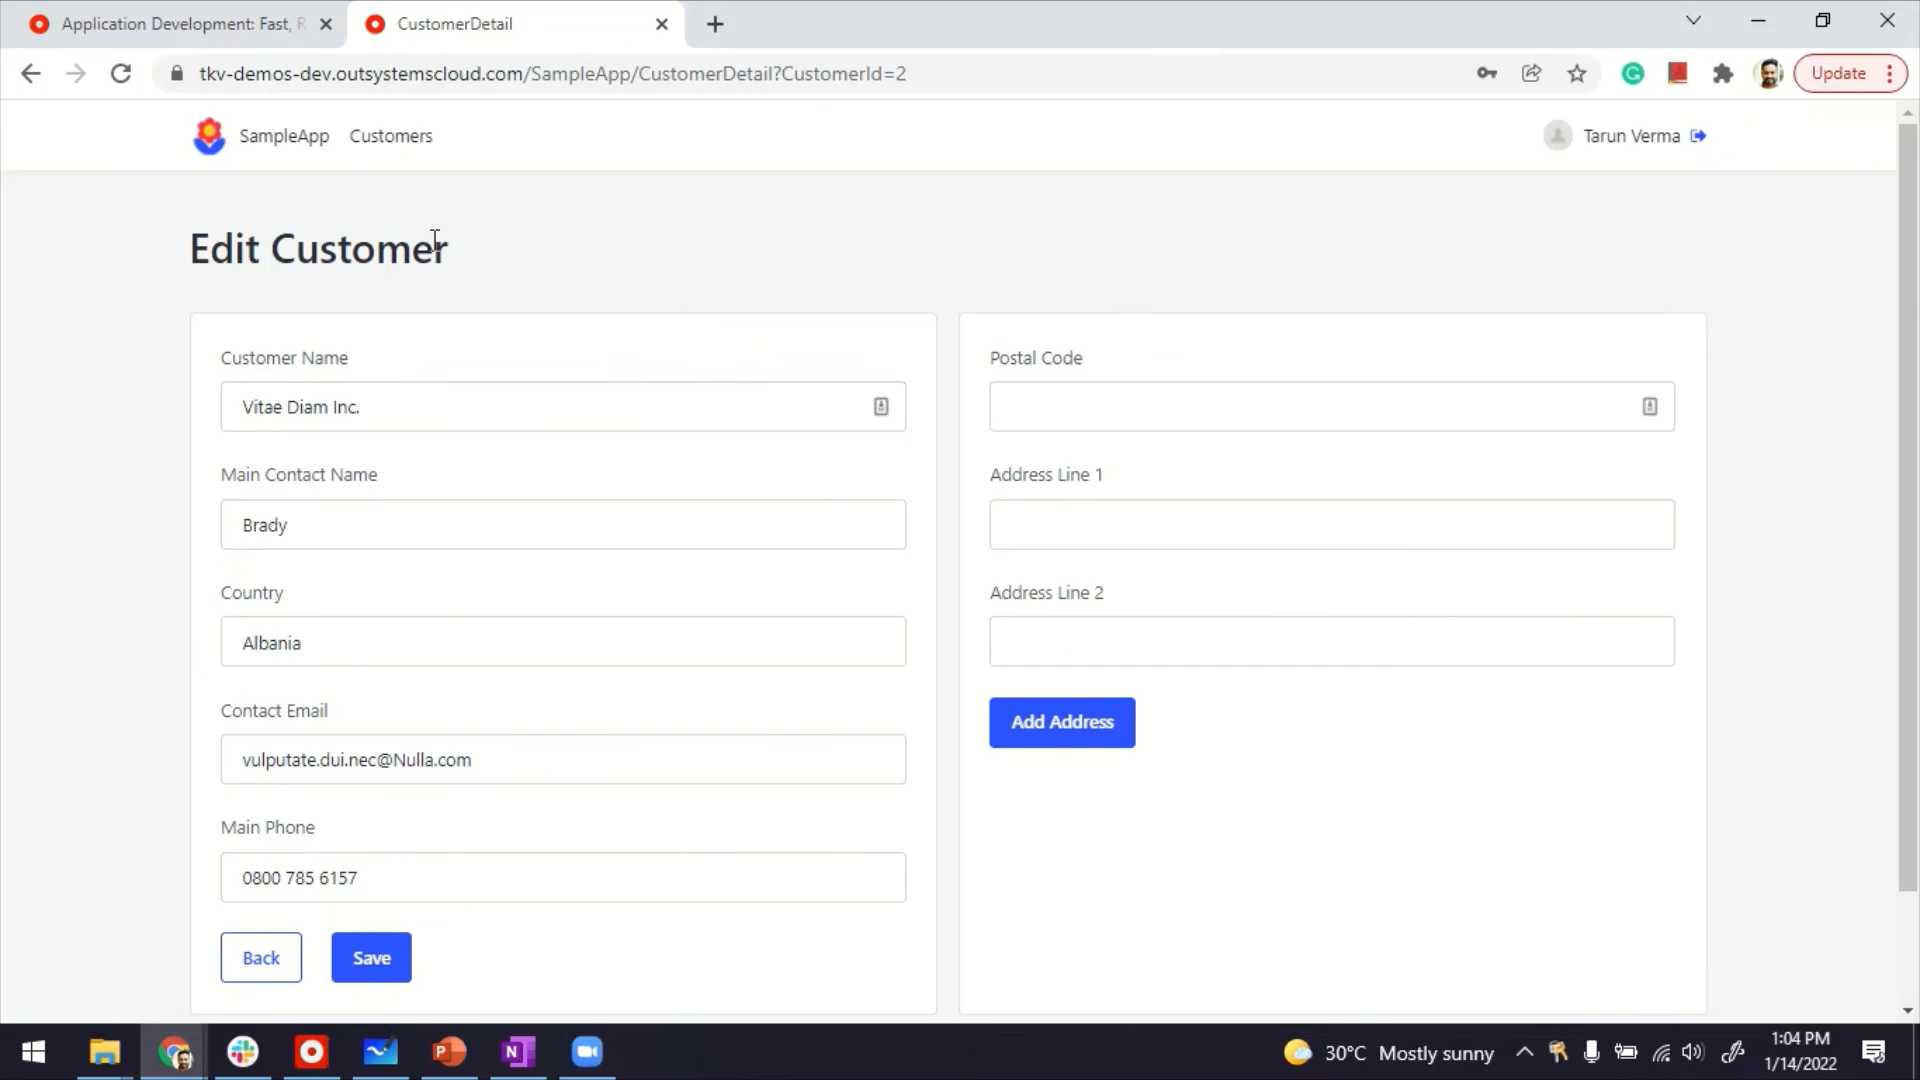 Application Development: Fast, R
CustomerDetail
tkv-demos-dev.outsystemscloud.com/SampleApp/CustomerDetail?CustomerId=2
Update
SampleApp Customers Tarun Verma
Edit Customer
Customer Name
Vitae Diam Inc.
Main Contact Name
Brady
Country
Albania
Contact Email
vulputate.dui.nec@Nulla.com
Main Phone
0800 785 6157
Back Save
Postal Code
Address Line 1
Address Line 2
Add Address
30°C Mostly sunny
1:04 PM
1/14/2022